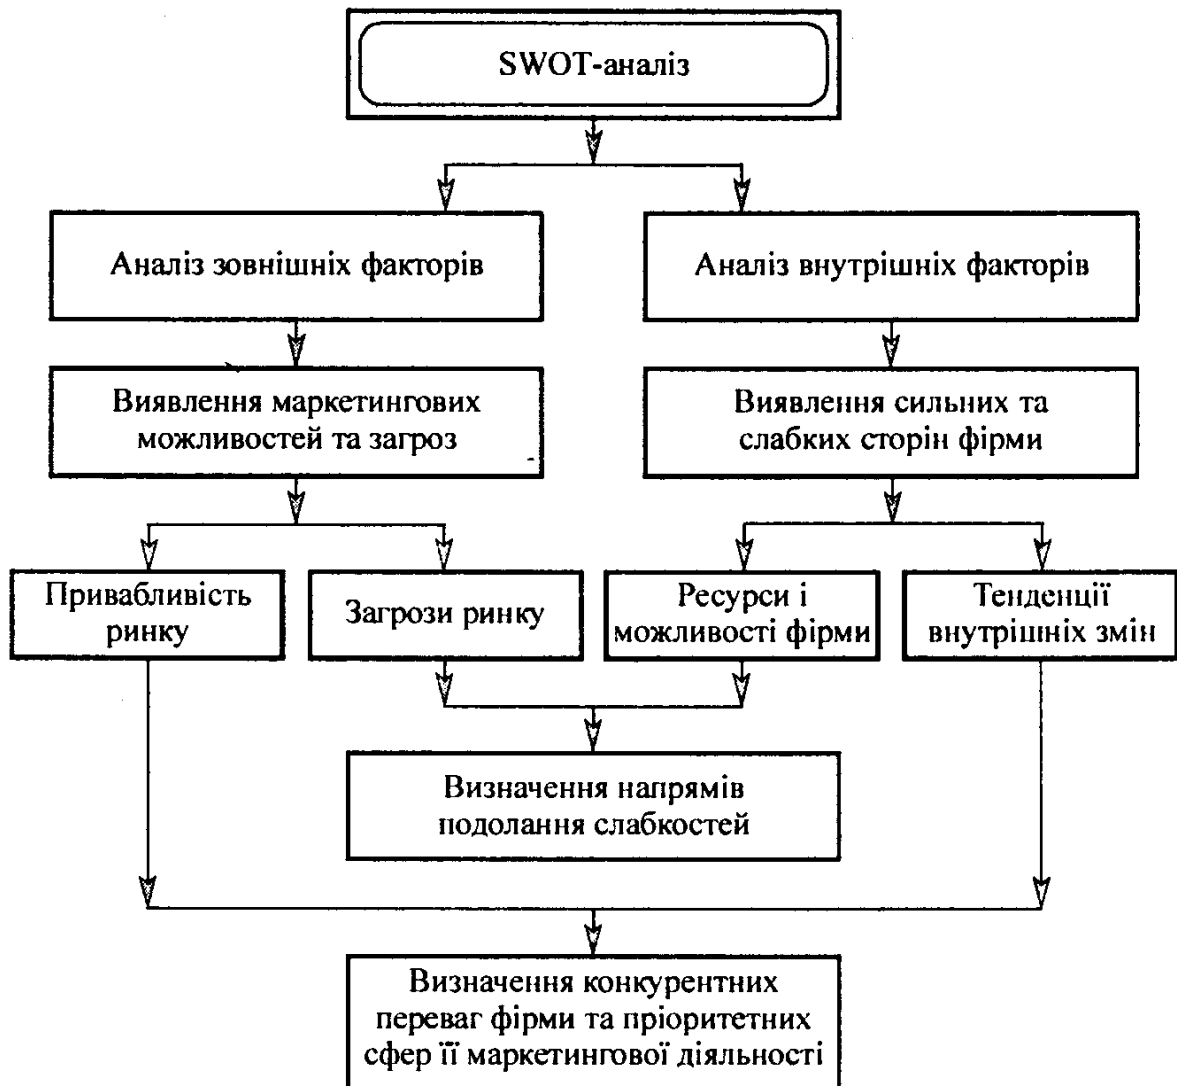 SWOT-аналіз
Аналіз зовнішніх факторів
Аналіз внутрішніх факторів
Виявлення маркетингових
можливостей та загроз
Виявлення сильних та
слабких сторін фірми
Привабливість
ринку
Загрози ринку
Ресурси і
можливості фірми
Тенденції
внутрішніх змін
Визначення напрямів
подолання слабкостей
Визначення конкурентних
переваг фірми та пріоритетних
сфер її маркетингової діяльності